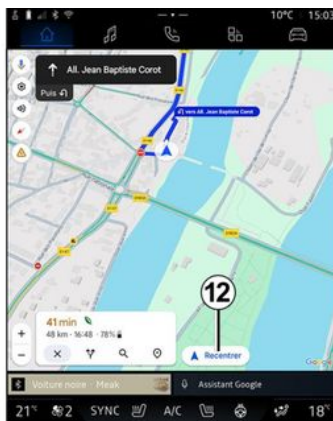 10°C 15:03
All. Jean Baptiste Corot
Puis
vers All. Jean Baptiste Corot
12
41 min
48 km · 16:48 · 78%
Recentrer
Google
Voiture noire · Meak
Assistant Google
21°c 2 SYNC A/C 18°c